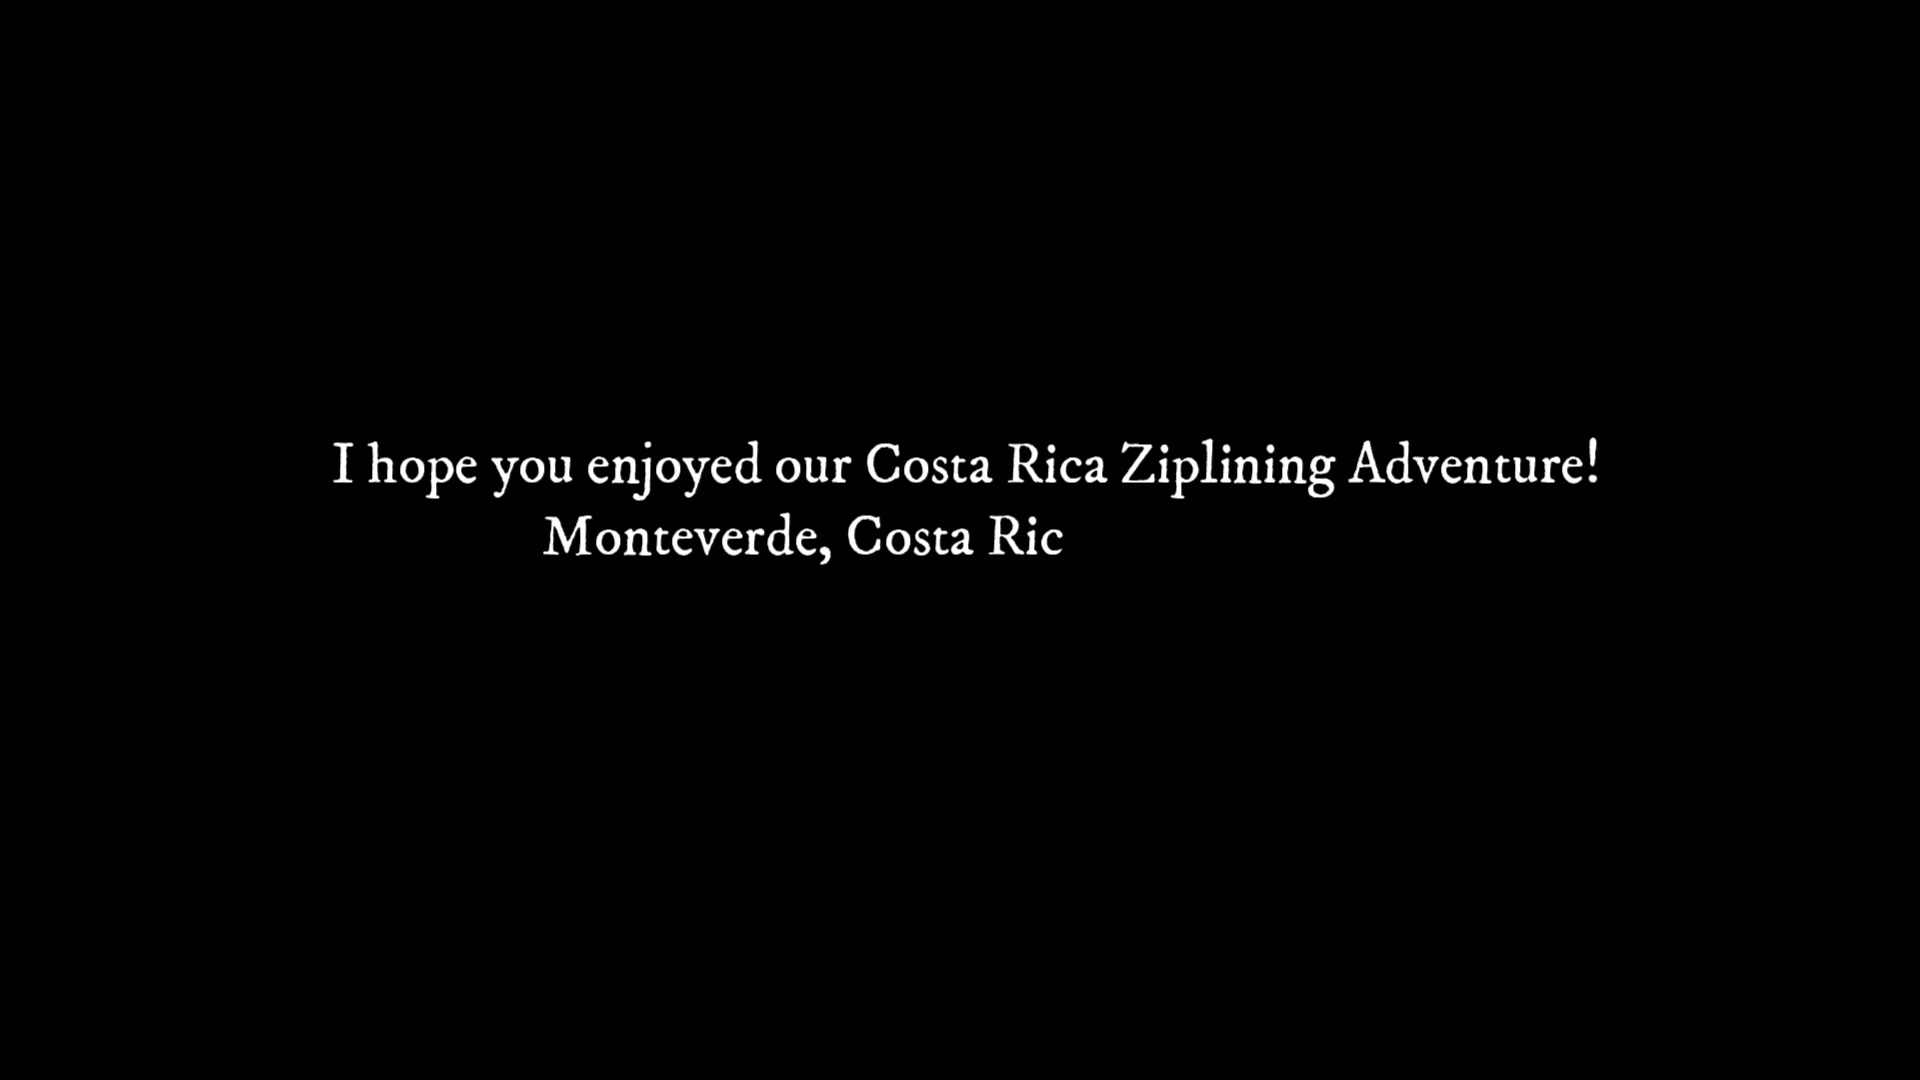 I hope you enjoyed our Costa Rica Ziplining Adventure!
Monteverde, Costa Ric